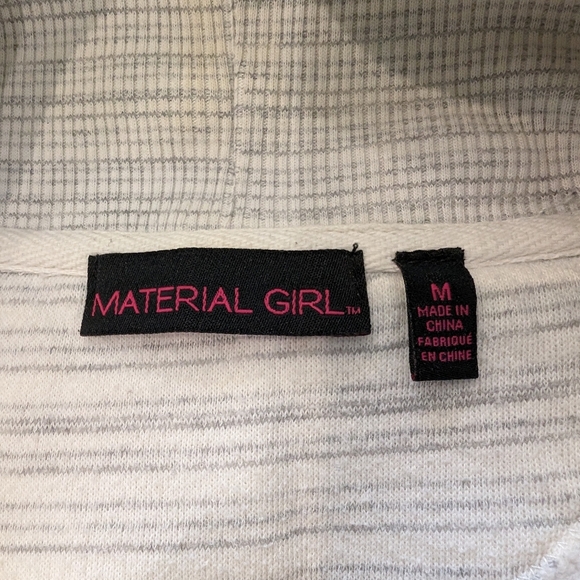 MATERIAL GIRL™
M
MADE IN
CHINA
FABRIQUÉ
EN CHINE